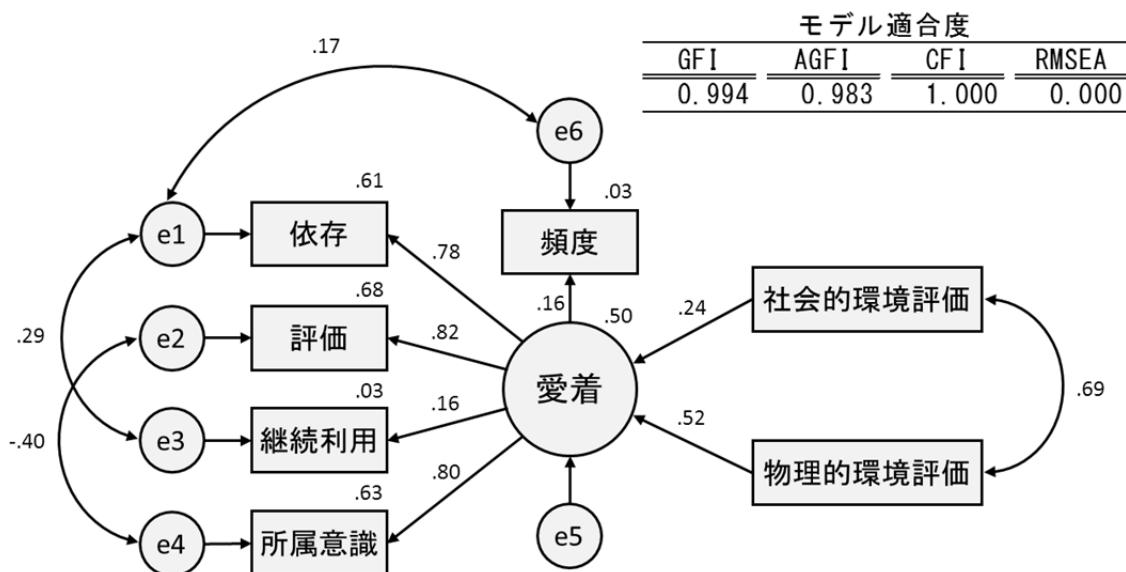 モデル適合度
GFI AGFI CFI RMSEA
0.994 0.983 1.000 0.000
.17
e6
.61
.03
e1
依存
頻度
.78
.68
.16
.50
.24
社会的環境評価
.29
e2
評価
.82
愛着
.03
.16
.52
.69
-.40
e3
継続利用
.80
物理的環境評価
.63
e4
所属意識
e5